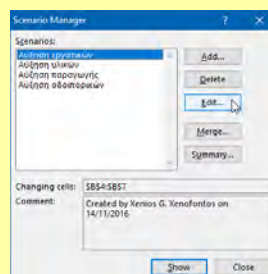 Scenario Manager ? ×
Scenarios:
Αύξηση εργατικών
Αύξηση υλικών
Αύξηση παραγωγής
Αύξηση οδοιπορικών
Add...
Delete
Edit...
Merge...
Summary...
Changing cells: $B$4:$B$7
Comment: Created by Xenios G. Xenofontos on
14/11/2016
Show Close